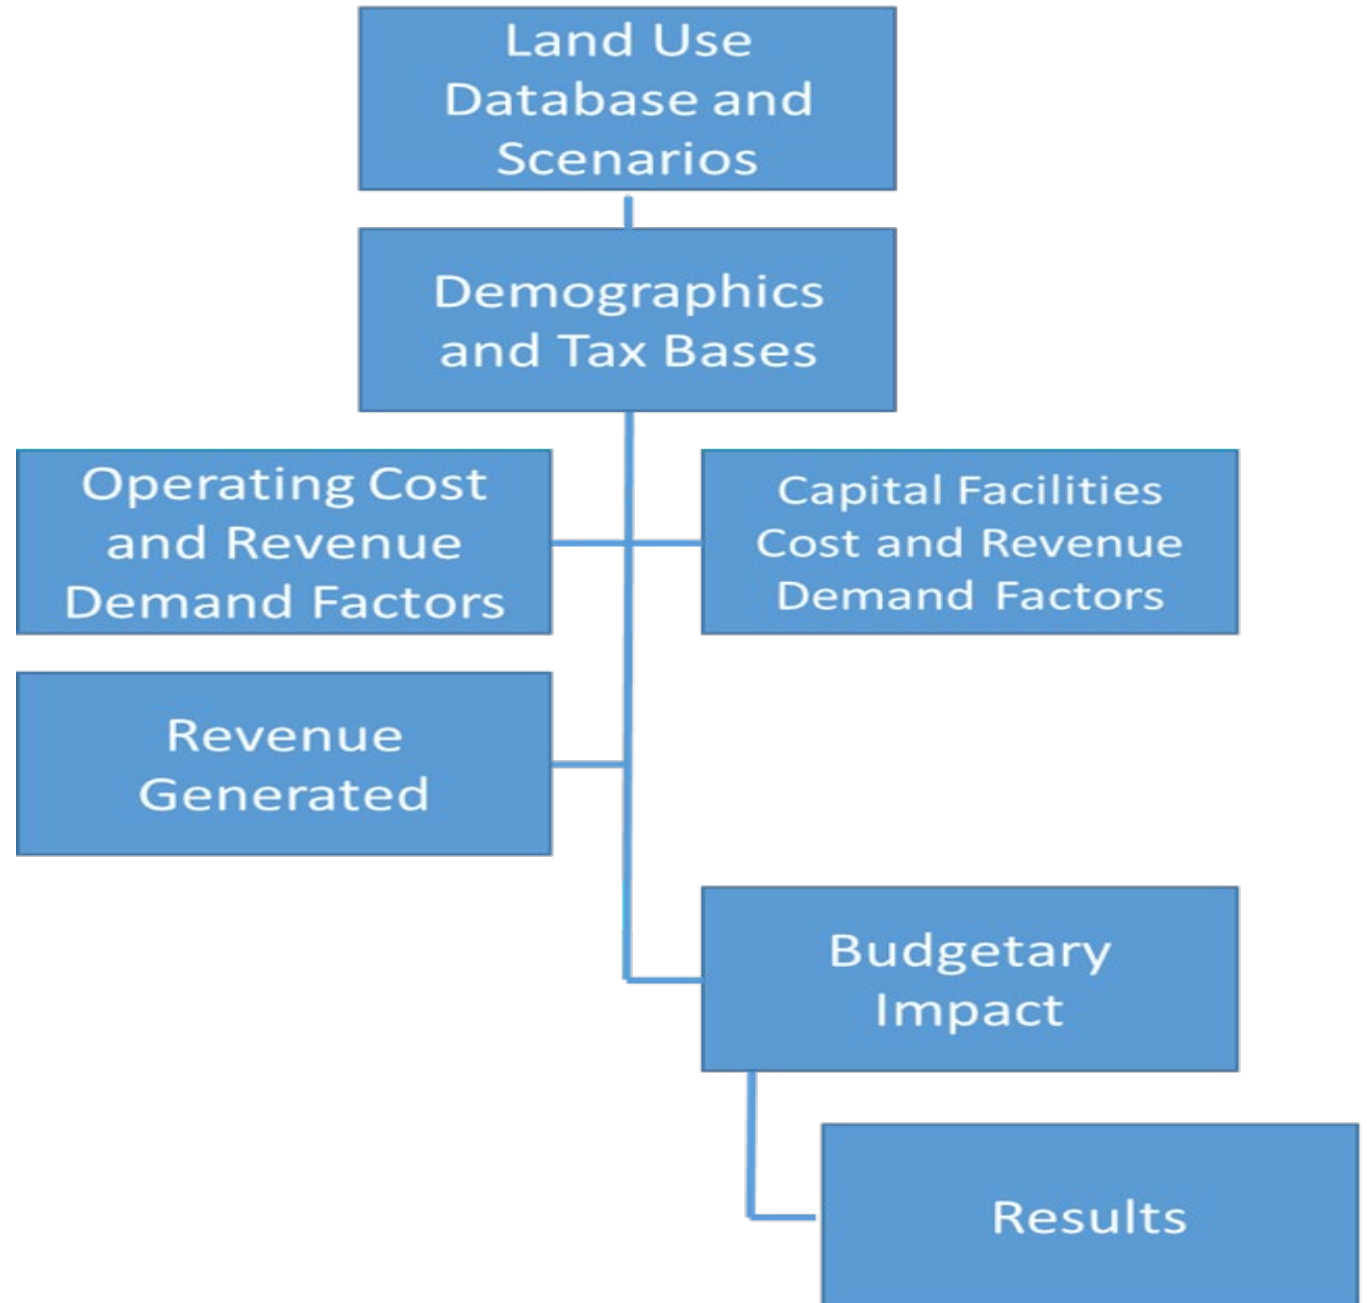 Land Use
Database and
Scenarios
Demographics
and Tax Bases
Operating Cost
and Revenue
Demand Factors
Capital Facilities
Cost and Revenue
Demand Factors
Revenue
Generated
Budgetary
Impact
Results